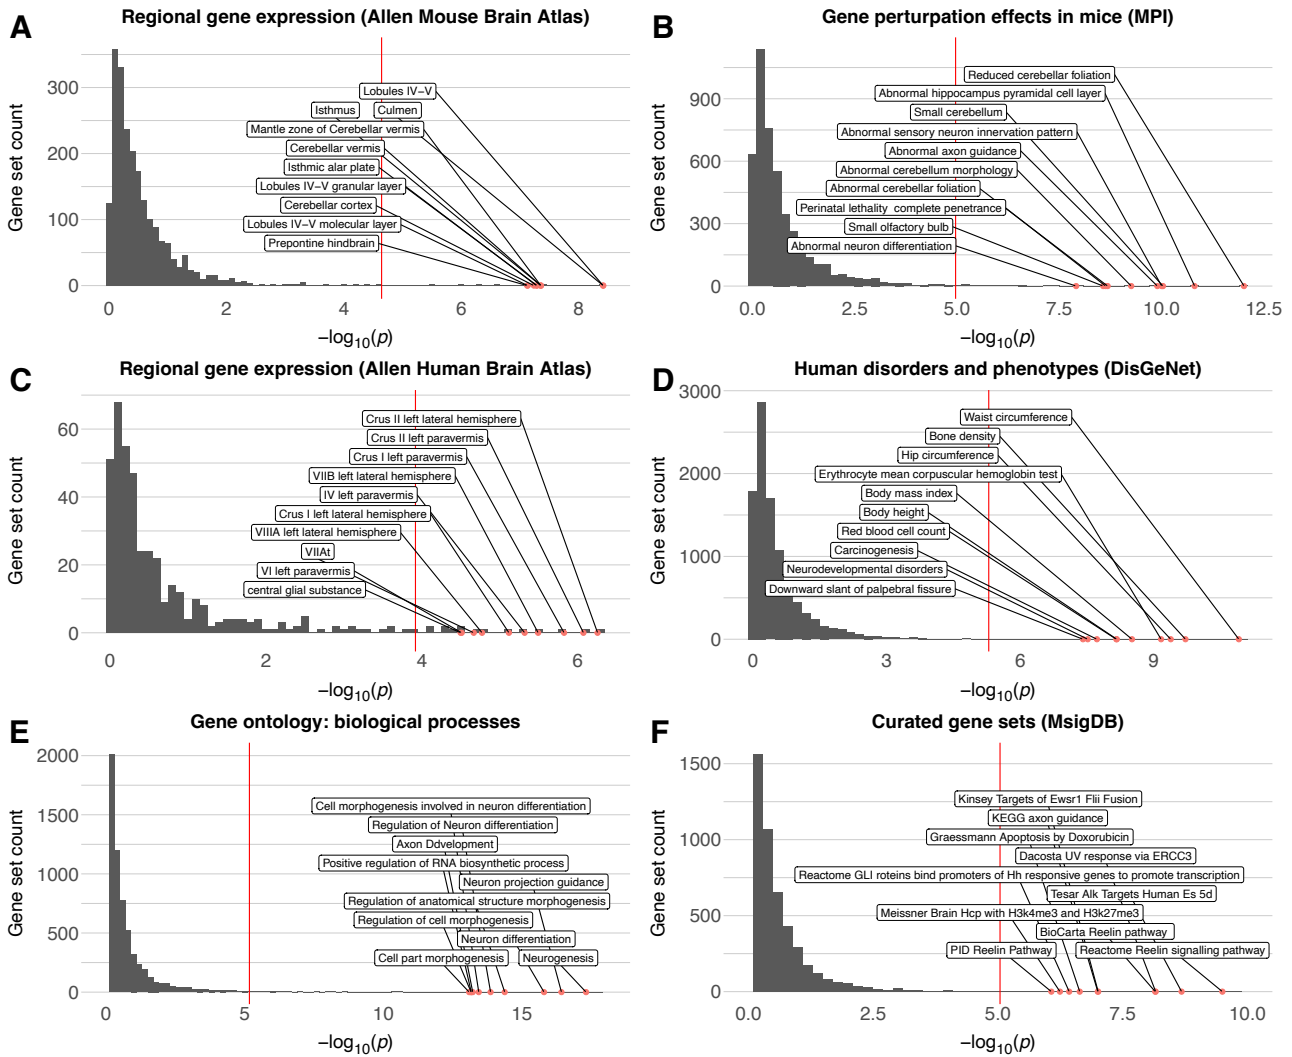 A
Regional gene expression (Allen Mouse Brain Atlas)
Gene set count
300
200
100
0
Lobules IV−V
Isthmus
Culmen
Mantle zone of Cerebellar vermis
Cerebellar vermis
Isthmic alar plate
Lobules IV−V granular layer
Cerebellar cortex
Lobules IV−V molecular layer
Prepontine hindbrain
0 2 4 6 8
−log10(p)
B
Gene perturpation effects in mice (MPI)
Gene set count
900
600
300
0
Reduced cerebellar foliation
Abnormal hippocampus pyramidal cell layer
Small cerebellum
Abnormal sensory neuron innervation pattern
Abnormal axon guidance
Abnormal cerebellum morphology
Abnormal cerebellar foliation
Perinatal lethality complete penetrance
Small olfactory bulb
Abnormal neuron differentiation
0.0 2.5 5.0 7.5 10.0 12.5
−log10(p)
C
Regional gene expression (Allen Human Brain Atlas)
Gene set count
60
40
20
0
Crus II left lateral hemisphere
Crus II left paravermis
Crus I left paravermis
VIIB left lateral hemisphere
IV left paravermis
Crus I left lateral hemisphere
VIIIA left lateral hemisphere
VIIAt
VI left paravermis
central glial substance
0 2 4 6
−log10(p)
D
Human disorders and phenotypes (DisGeNet)
Gene set count
3000
2000
1000
0
Waist circumference
Bone density
Hip circumference
Erythrocyte mean corpuscular hemoglobin test
Body mass index
Body height
Red blood cell count
Carcinogenesis
Neurodevelopmental disorders
Downward slant of palpebral fissure
0 3 6 9
−log10(p)
E
Gene ontology: biological processes
Gene set count
2000
1500
1000
500
0
Cell morphogenesis involved in neuron differentiation
Regulation of Neuron differentiation
Axon Ddvelopment
Positive regulation of RNA biosynthetic process
Neuron projection guidance
Regulation of anatomical structure morphogenesis
Regulation of cell morphogenesis
Neuron differentiation
Cell part morphogenesis
Neurogenesis
0 5 10 15
−log10(p)
F
Curated gene sets (MsigDB)
Gene set count
1500
1000
500
0
Kinsey Targets of Ewsr1 Flii Fusion
KEGG axon guidance
Graessmann Apoptosis by Doxorubicin
Dacosta UV response via ERCC3
Reactome GLI roteins bind promoters of Hh responsive genes to promote transcription
Tesar Alk Targets Human Es 5d
Meissner Brain Hcp with H3k4me3 and H3k27me3
BioCarta Reelin pathway
PID Reelin Pathway
Reactome Reelin signalling pathway
0.0 2.5 5.0 7.5 10.0
−log10(p)